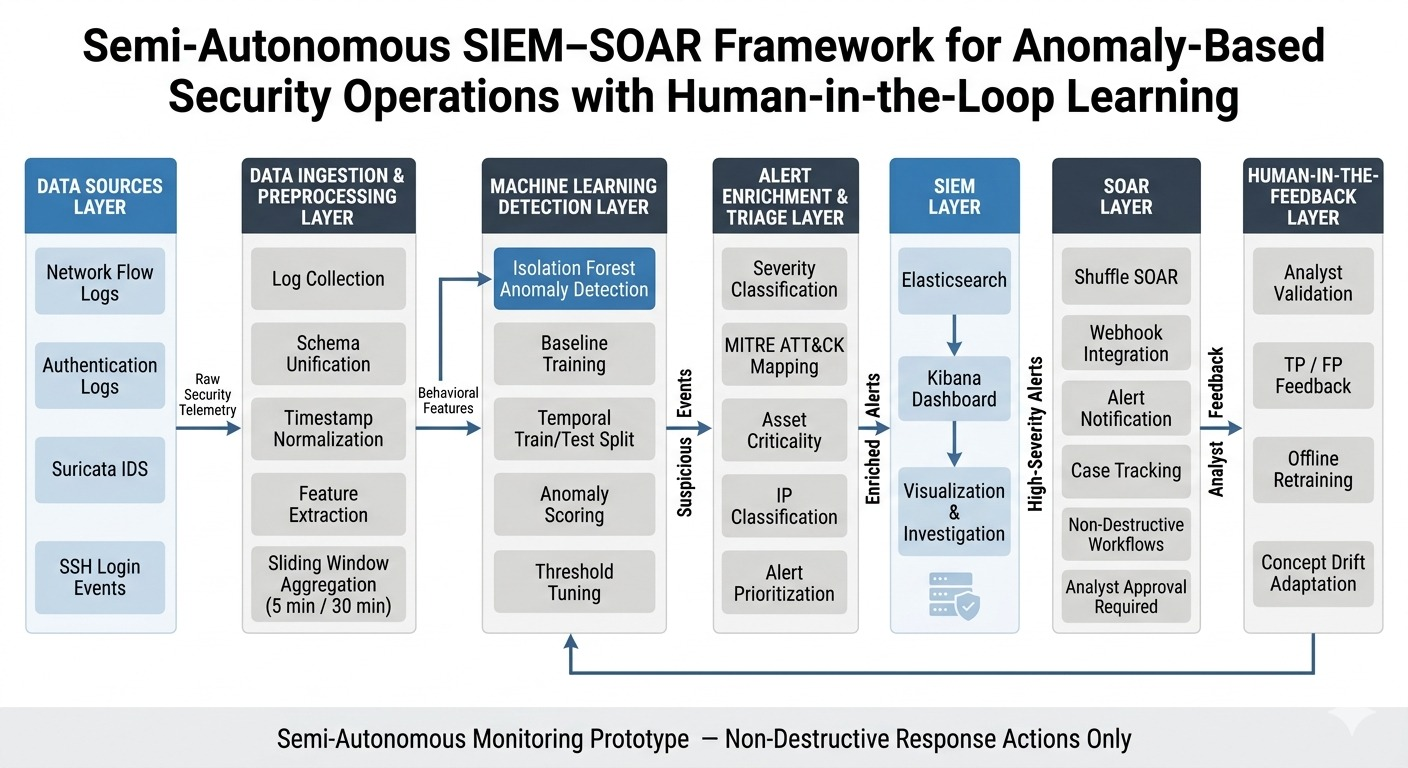 Semi-Autonomous SIEM–SOAR Framework for Anomaly-Based
Security Operations with Human-in-the-Loop Learning
DATA SOURCES
LAYER
Network Flow
Logs
Authentication
Logs
Suricata IDS
SSH Login
Events
Raw
Security
Telemetry
DATA INGESTION &
PREPROCESSING
LAYER
Log Collection
Schema
Unification
Timestamp
Normalization
Feature
Extraction
Sliding Window
Aggregation
(5 min / 30 min)
Behavioral
Features
MACHINE LEARNING
DETECTION LAYER
Isolation Forest
Anomaly Detection
Baseline
Training
Temporal
Train/Test Split
Anomaly
Scoring
Threshold
Tuning
Suspicious Events
ALERT
ENRICHMENT &
TRIAGE LAYER
Severity
Classification
MITRE ATT&CK
Mapping
Asset
Criticality
IP
Classification
Alert
Prioritization
Enriched Alerts
SIEM
LAYER
Elasticsearch
Kibana
Dashboard
Visualization
&
Investigation
High-Severity Alerts
SOAR
LAYER
Shuffle SOAR
Webhook
Integration
Alert
Notification
Case Tracking
Non-Destructive
Workflows
Analyst Approval
Required
Analyst Feedback
HUMAN-IN-THE-
FEEDBACK
LAYER
Analyst
Validation
TP / FP
Feedback
Offline
Retraining
Concept Drift
Adaptation
Semi-Autonomous Monitoring Prototype — Non-Destructive Response Actions Only